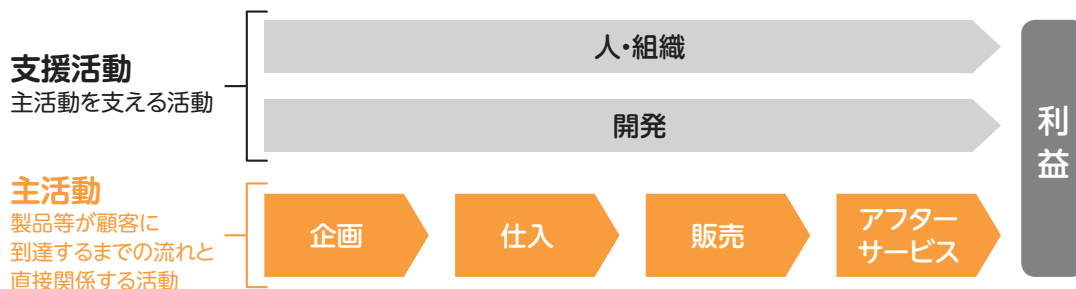 支援活動
主活動を支える活動
人・組織
開発
主活動
製品等が顧客に
到達するまでの流れと
直接関係する活動
企画
仕入
販売
アフター
サービス
利益